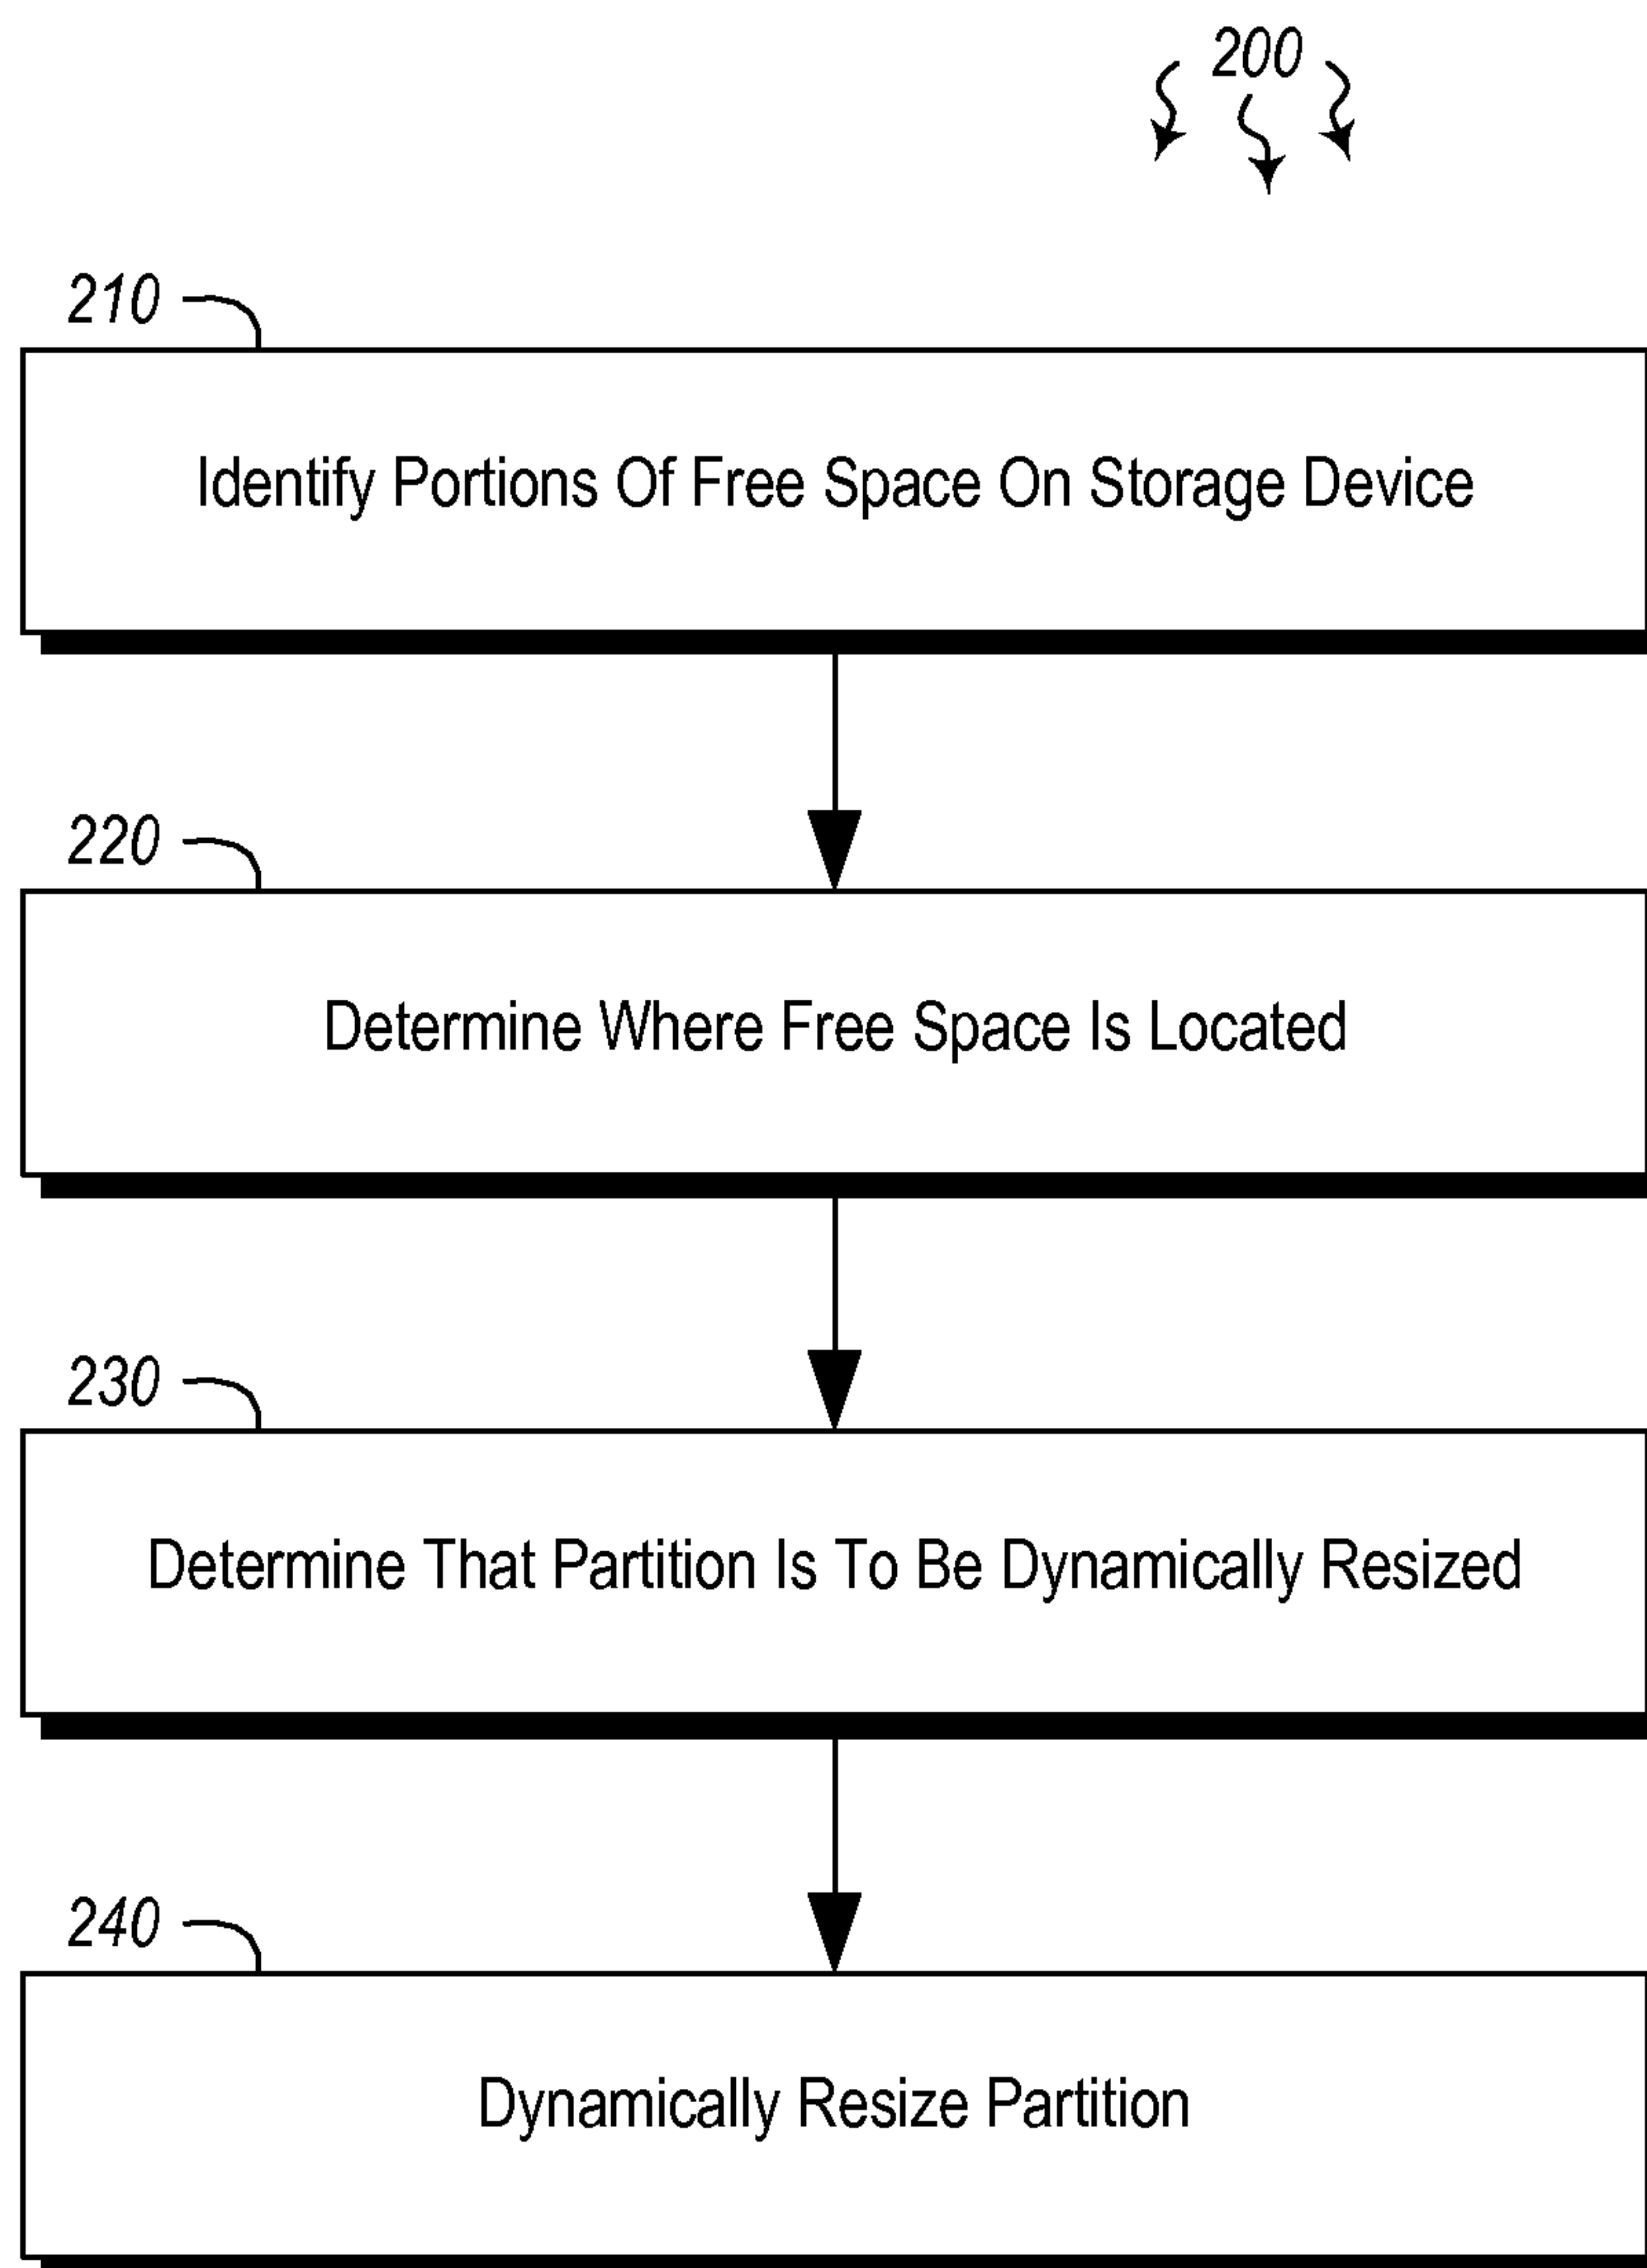 200
210
Identify Portions Of Free Space On Storage Device
220
Determine Where Free Space Is Located
230
Determine That Partition Is To Be Dynamically Resized
240
Dynamically Resize Partition